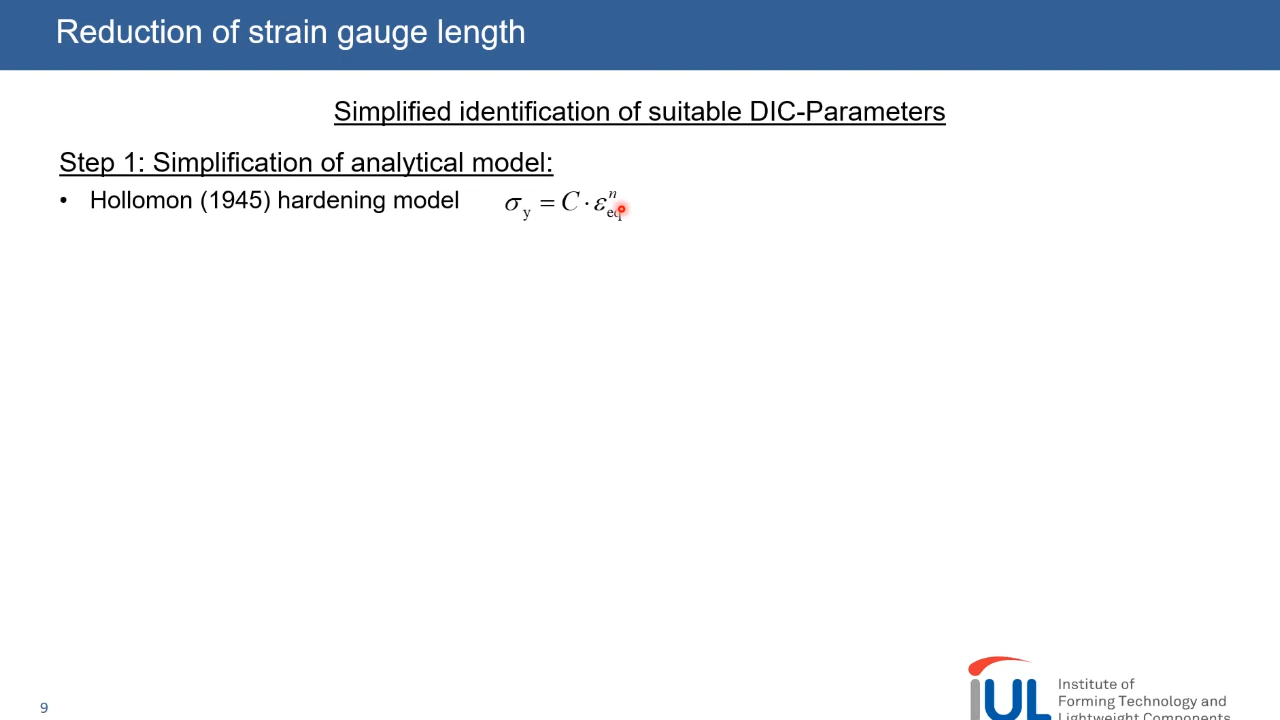 Reduction of strain gauge length
Simplified identification of suitable DIC-Parameters
Step 1: Simplification of analytical model:
• Hollomon (1945) hardening model σ_y = C · ε_eq^n
9
iUL
Institute of
Forming Technology and
Lightweight Components